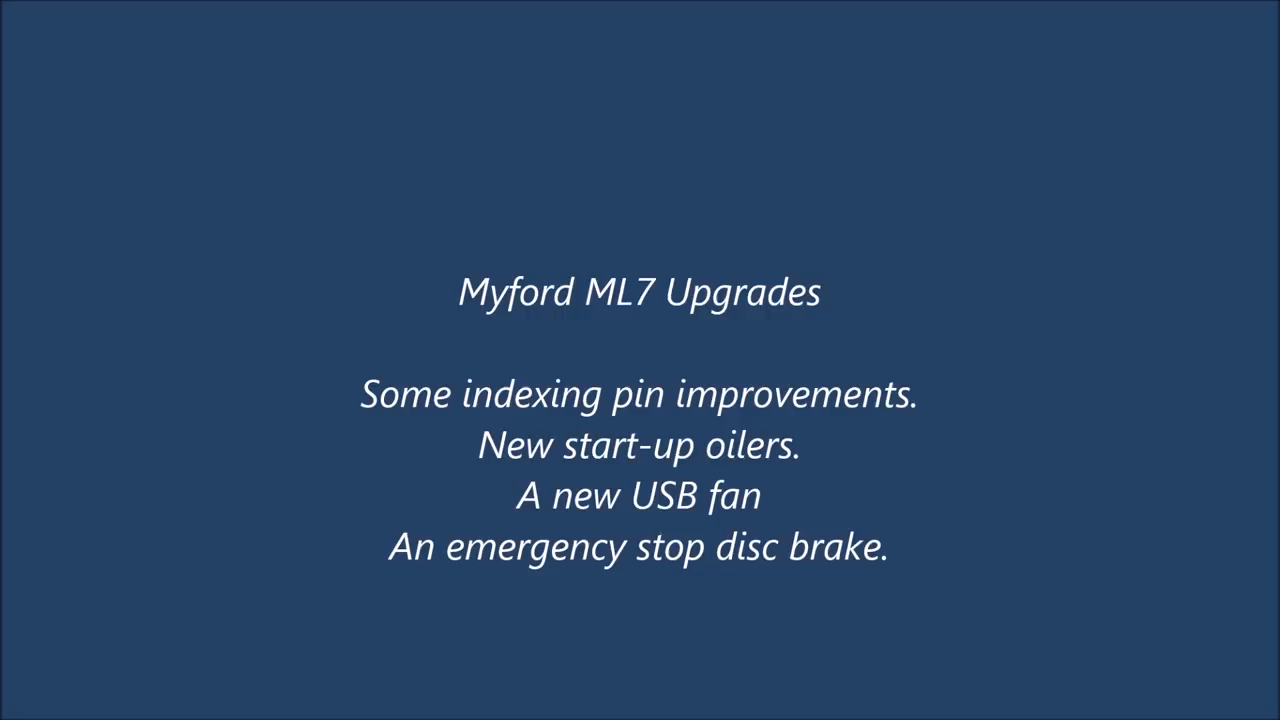 Myford ML7 Upgrades
Some indexing pin improvements.
New start-up oilers.
A new USB fan
An emergency stop disc brake.